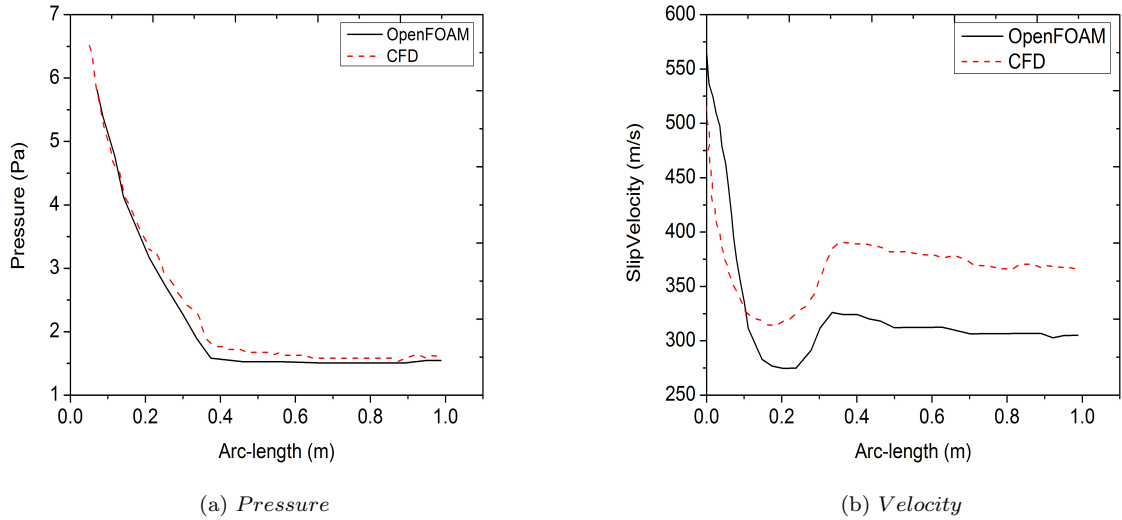 7
6
5
4
3
2
1
0.0 0.2 0.4 0.6 0.8 1.0
Pressure (Pa)
Arc-length (m)
OpenFOAM
CFD
(a) Pressure
600
550
500
450
400
350
300
250
0.0 0.2 0.4 0.6 0.8 1.0
SlipVelocity (m/s)
Arc-length (m)
OpenFOAM
CFD
(b) Velocity